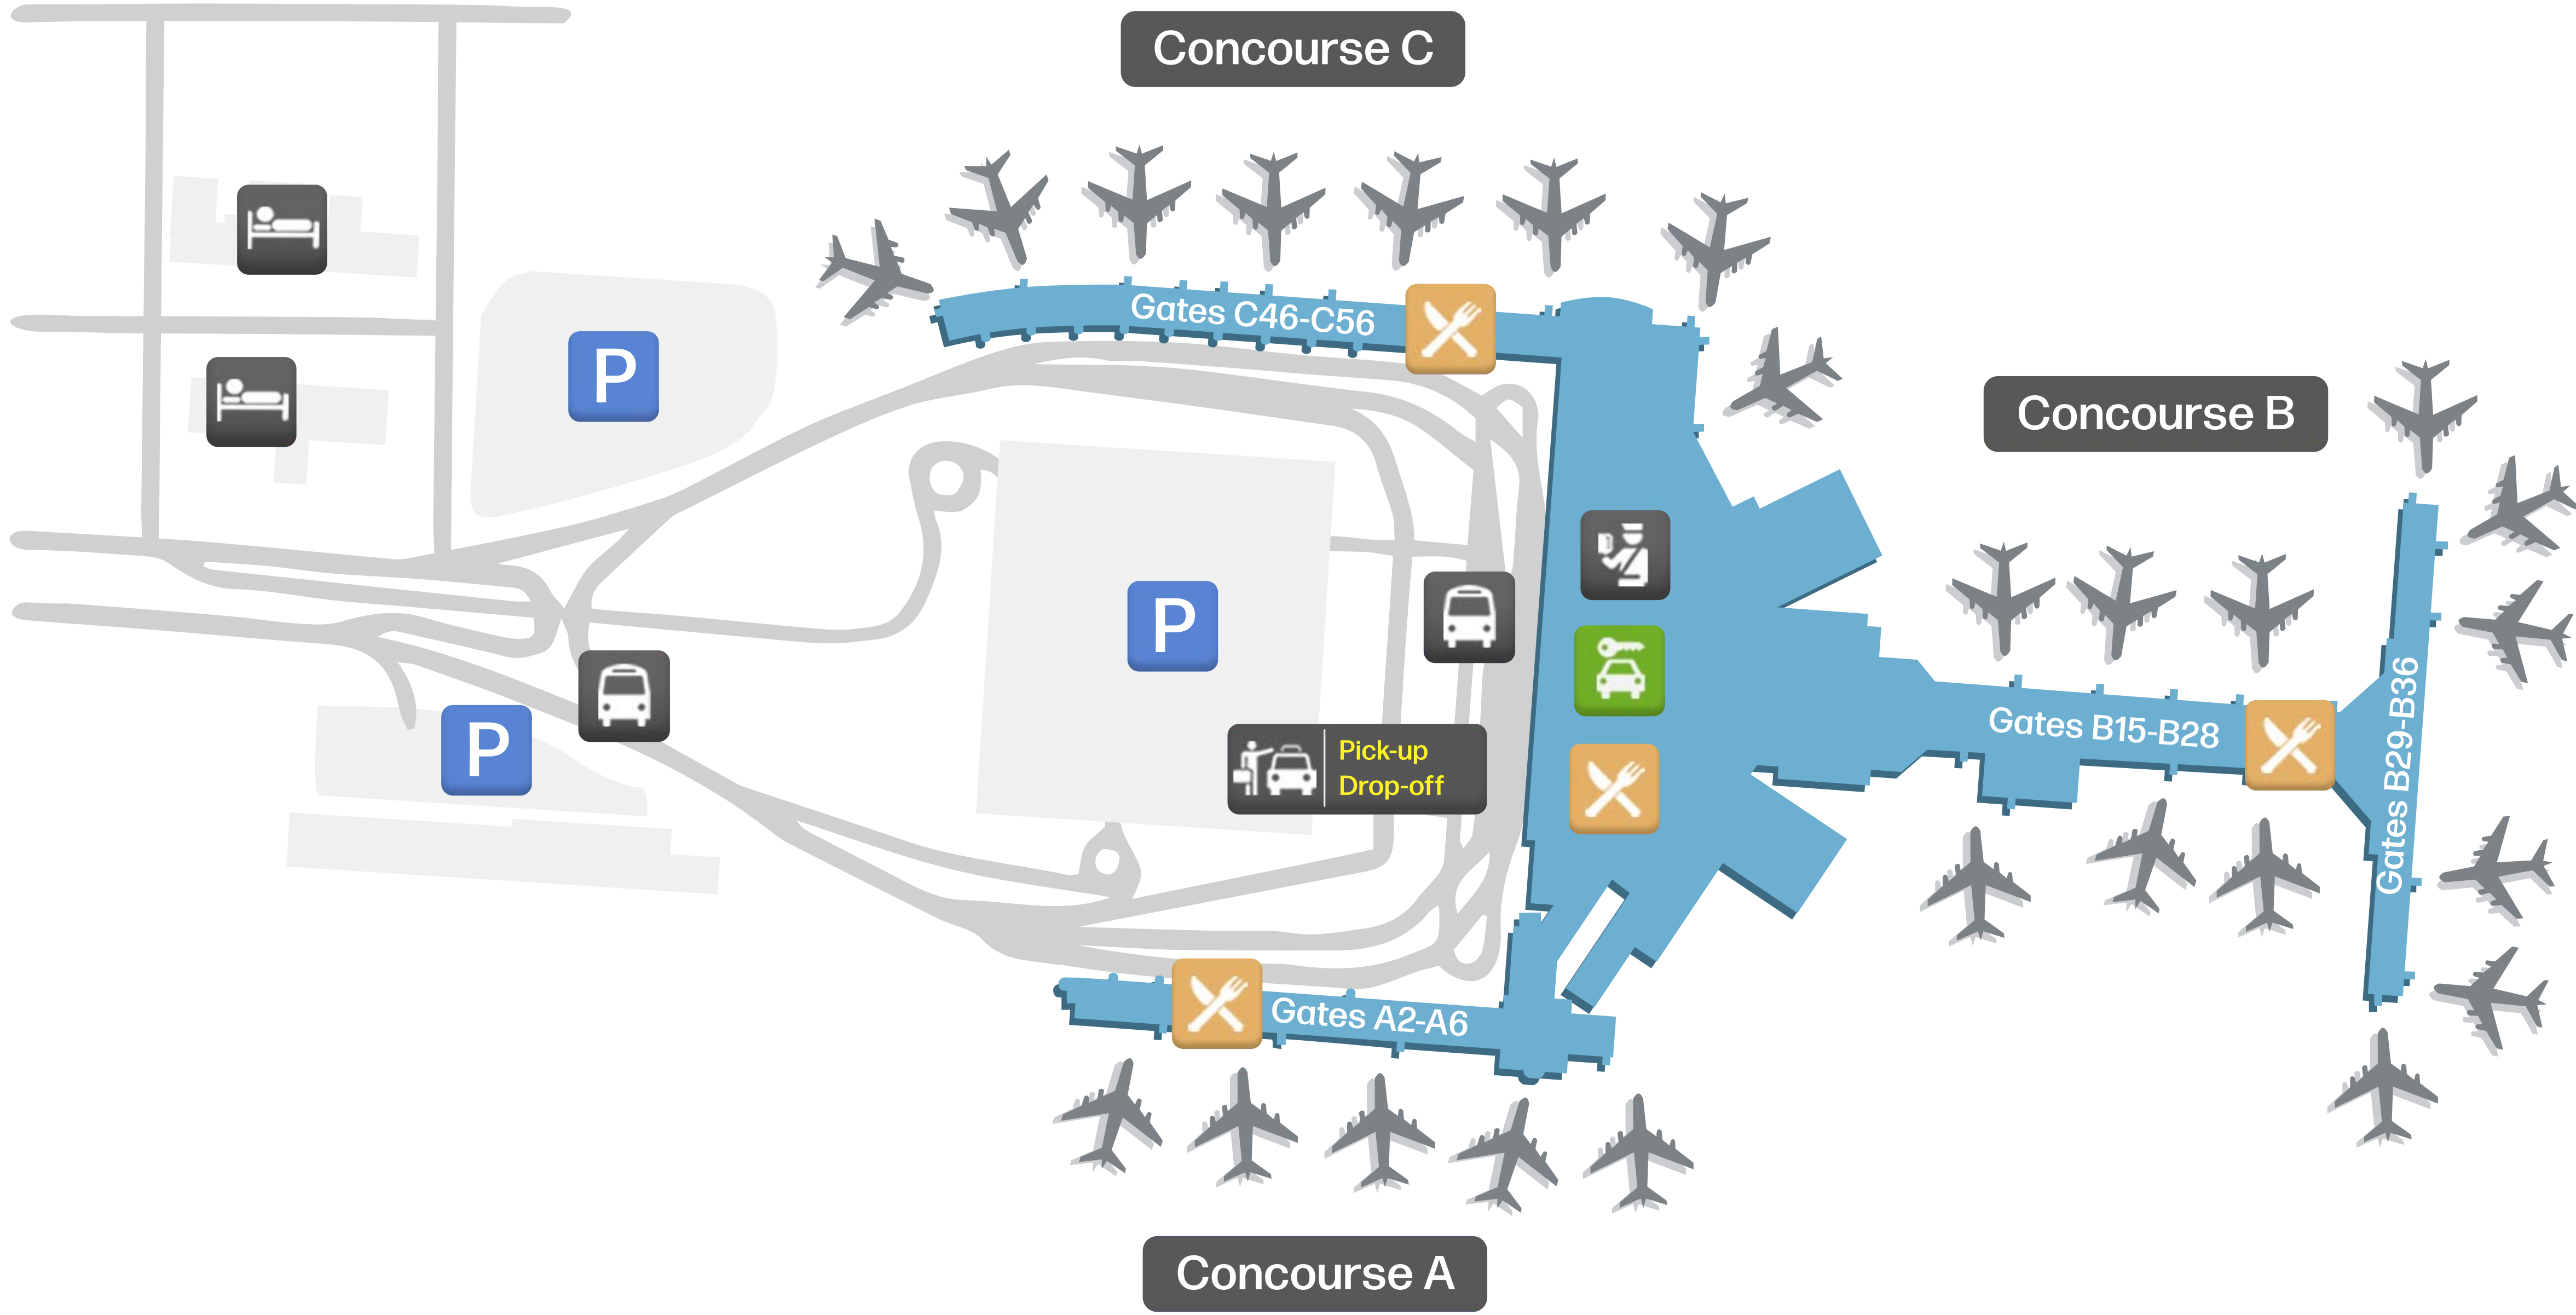 Concourse C
Gates C46-C56
P
Concourse B
P
Gates B15-B28
Gates B29-B36
P
Pick-up
Drop-off
Gates A2-A6
Concourse A